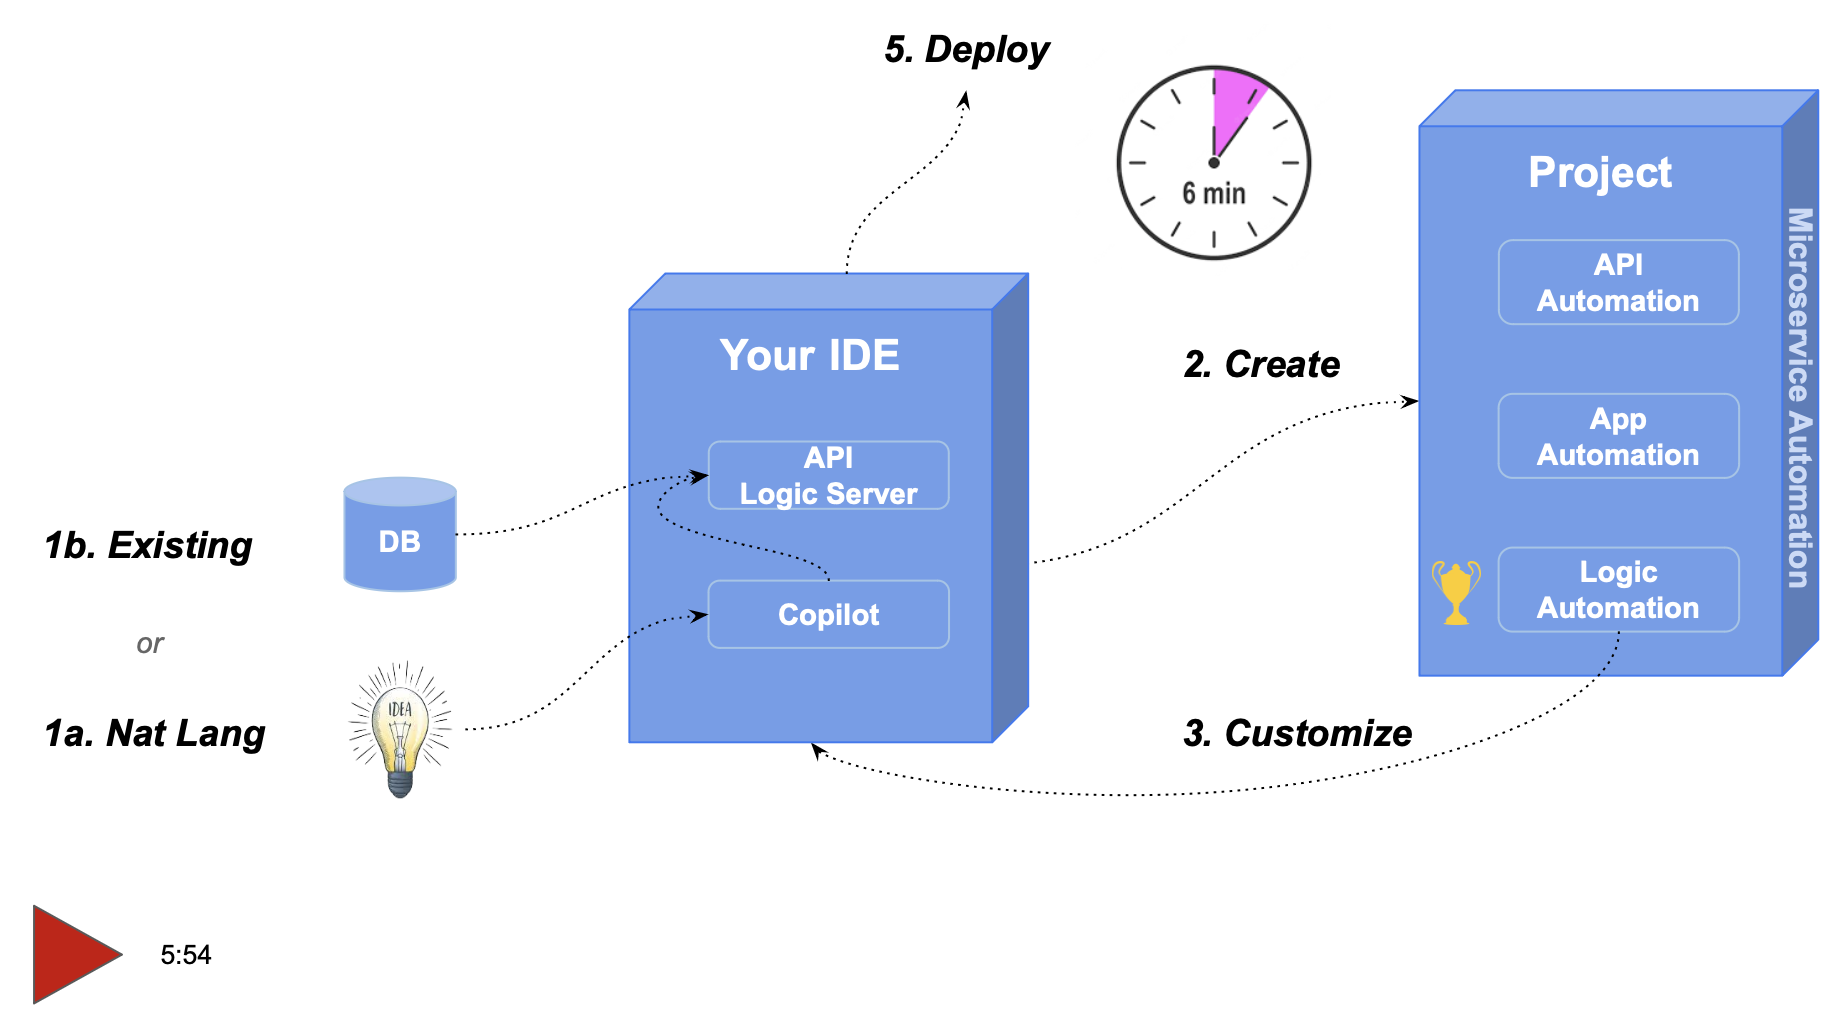 5. Deploy
6 min
Project
API
Automation
Microservice Automation
Your IDE
2. Create
API
Logic Server
App
Automation
1b. Existing
DB
Copilot
Logic
Automation
or
1a. Nat Lang
IDEA
3. Customize
5:54